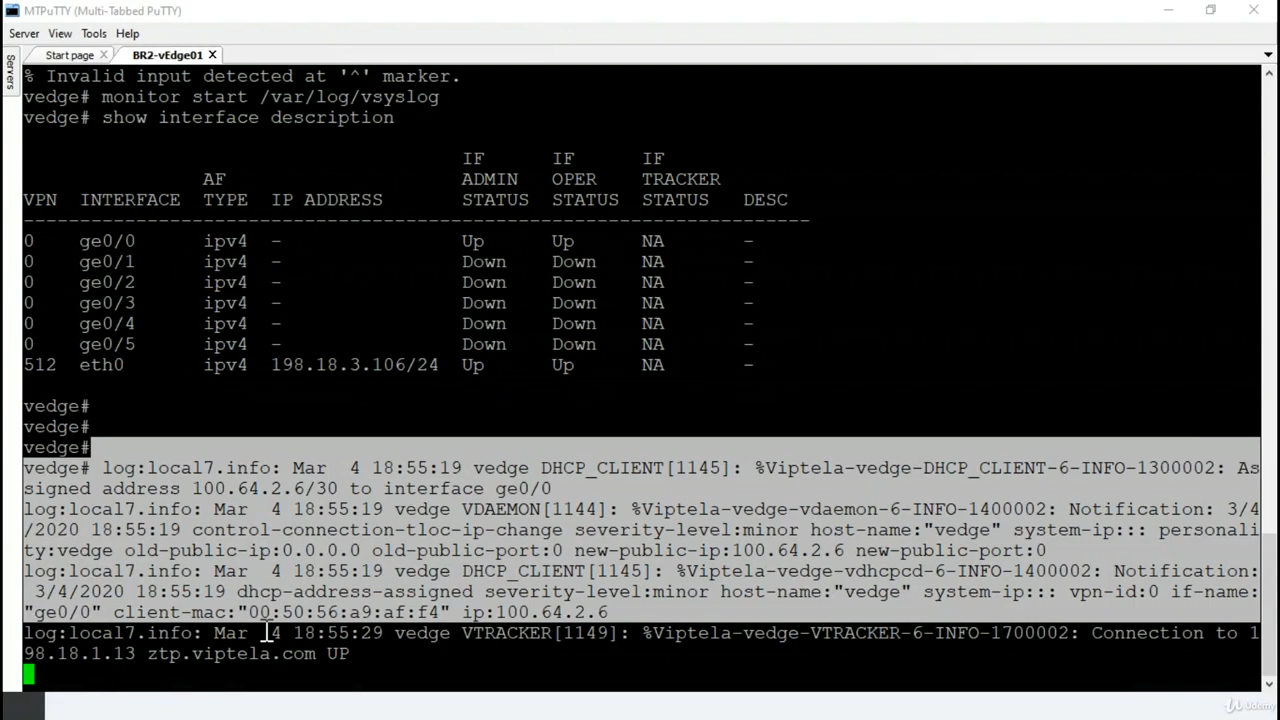 MTPuTTY (Multi-Tabbed PuTTY)
Server View Tools Help
Servers
Start page BR2-vEdge01
% Invalid input detected at '^' marker.
vedge# monitor start /var/log/vsyslog
vedge# show interface description
IF IF IF
AF ADMIN OPER TRACKER
VPN INTERFACE TYPE IP ADDRESS STATUS STATUS STATUS DESC
--------------------------------------------------------------------------------
0 ge0/0 ipv4 - Up Up NA -
0 ge0/1 ipv4 - Down Down NA -
0 ge0/2 ipv4 - Down Down NA -
0 ge0/3 ipv4 - Down Down NA -
0 ge0/4 ipv4 - Down Down NA -
0 ge0/5 ipv4 - Down Down NA -
512 eth0 ipv4 198.18.3.106/24 Up Up NA -
vedge#
vedge#
vedge#
vedge# log:local7.info: Mar 4 18:55:19 vedge DHCP_CLIENT[1145]: %Viptela-vedge-DHCP_CLIENT-6-INFO-1300002: As
signed address 100.64.2.6/30 to interface ge0/0
log:local7.info: Mar 4 18:55:19 vedge VDAEMON[1144]: %Viptela-vedge-vdaemon-6-INFO-1400002: Notification: 3/4
/2020 18:55:19 control-connection-tloc-ip-change severity-level:minor host-name:"vedge" system-ip::: personali
ty:vedge old-public-ip:0.0.0.0 old-public-port:0 new-public-ip:100.64.2.6 new-public-port:0
log:local7.info: Mar 4 18:55:19 vedge DHCP_CLIENT[1145]: %Viptela-vedge-vdhcpcd-6-INFO-1400002: Notification:
3/4/2020 18:55:19 dhcp-address-assigned severity-level:minor host-name:"vedge" system-ip::: vpn-id:0 if-name:
"ge0/0" client-mac:"00:50:56:a9:af:f4" ip:100.64.2.6
log:local7.info: Mar 4 18:55:29 vedge VTRACKER[1149]: %Viptela-vedge-VTRACKER-6-INFO-1700002: Connection to 1
98.18.1.13 ztp.viptela.com UP
Udemy